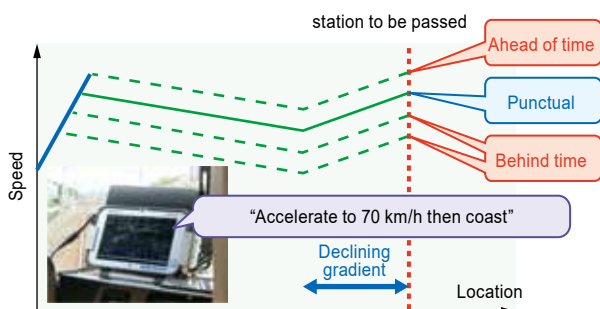 station to be passed
Ahead of time
Punctual
Behind time
Speed
“Accelerate to 70 km/h then coast”
Declining
gradient
Location